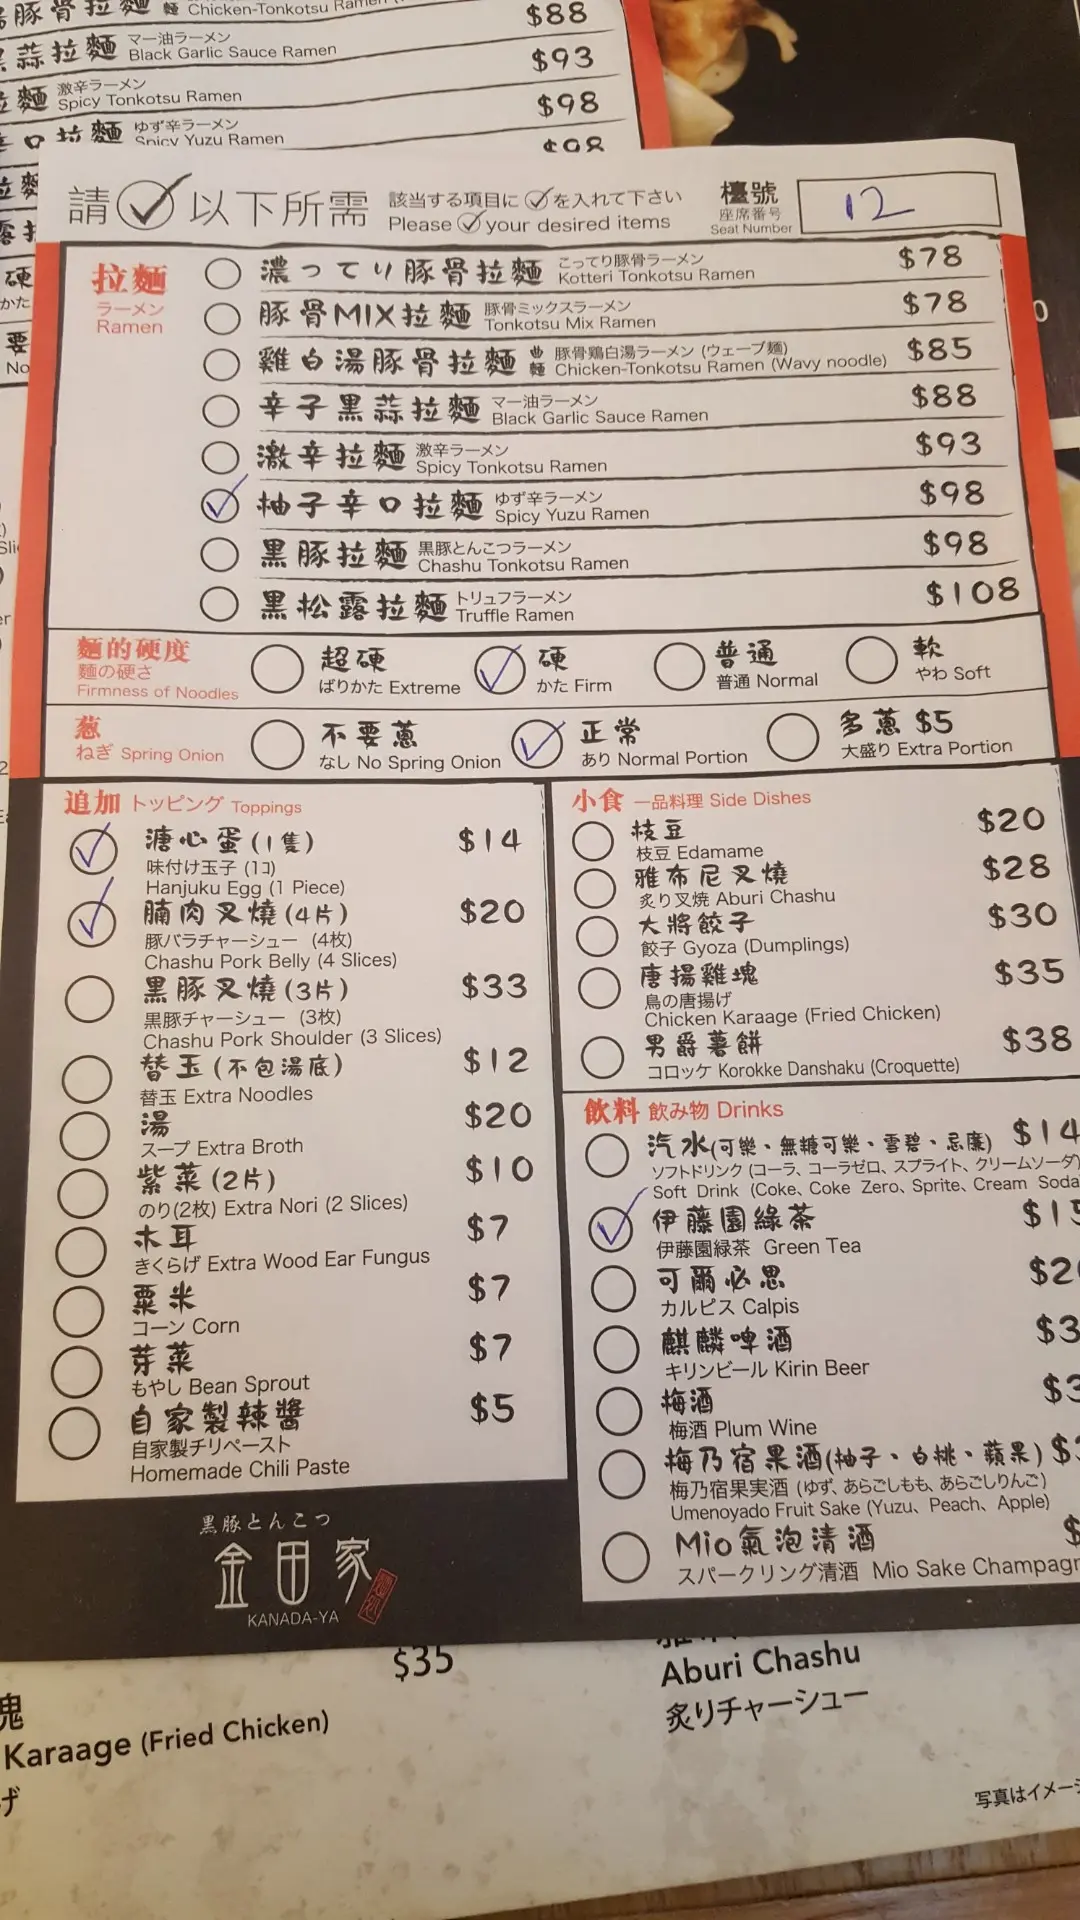 豚骨拉麵 麵 Chicken-Tonkotsu Ramen
$88
蒜拉麵 マー油ラーメン
Black Garlic Sauce Ramen
$93
麵 激辛ラーメン
Spicy Tonkotsu Ramen
$98
口拉麵 ゆず辛ラーメン
Spicy Yuzu Ramen
$98
硬
かた
要
No
請 以下所需
該当する項目に を入れて下さい
Please your desired items
檯號
座席番号
Seat Number
12
拉麵
ラーメン
Ramen
濃ってり豚骨拉麵 こってり豚骨ラーメン $78
Kotteri Tonkotsu Ramen
豚骨MIX拉麵 豚骨ミックスラーメン $78
Tonkotsu Mix Ramen
雞白湯豚骨拉麵 曲麵 豚骨鶏白湯ラーメン (ウェーブ麺) $85
Chicken-Tonkotsu Ramen (Wavy noodle)
辛子黑蒜拉麵 マー油ラーメン $88
Black Garlic Sauce Ramen
激辛拉麵 激辛ラーメン $93
Spicy Tonkotsu Ramen
柚子辛口拉麵 ゆず辛ラーメン $98
Spicy Yuzu Ramen
黑豚拉麵 黒豚とんこつラーメン $98
Chashu Tonkotsu Ramen
黑松露拉麵 トリュフラーメン $108
Truffle Ramen
麵的硬度
麺の硬さ
Firmness of Noodles
超硬
ばりかた Extreme
硬
かた Firm
普通
普通 Normal
軟
やわ Soft
葱
ねぎ Spring Onion
不要蔥
なし No Spring Onion
正常
あり Normal Portion
多蔥 $5
大盛り Extra Portion
追加 トッピング Toppings
溏心蛋(1隻) $14
味付け玉子 (1コ)
Hanjuku Egg (1 Piece)
腩肉叉燒(4片) $20
豚バラチャーシュー (4枚)
Chashu Pork Belly (4 Slices)
黑豚叉燒(3片) $33
黒豚チャーシュー (3枚)
Chashu Pork Shoulder (3 Slices)
替玉(不包湯底) $12
替玉 Extra Noodles
湯 $20
スープ Extra Broth
紫菜(2片) $10
のり(2枚) Extra Nori (2 Slices)
木耳 $7
きくらげ Extra Wood Ear Fungus
粟米 $7
コーン Corn
芽菜 $7
もやし Bean Sprout
自家製辣醬 $5
自家製チリペースト
Homemade Chili Paste
小食 一品料理 Side Dishes
枝豆 $20
枝豆 Edamame
雅布尼叉燒 $28
炙り叉焼 Aburi Chashu
大將餃子 $30
餃子 Gyoza (Dumplings)
唐揚雞塊 $35
鳥の唐揚げ
Chicken Karaage (Fried Chicken)
男爵薯餅 $38
コロッケ Korokke Danshaku (Croquette)
飲料 飲み物 Drinks
汽水(可樂、無糖可樂、雪碧、忌廉) $14
ソフトドリンク (コーラ、コーラゼロ、スプライト、クリームソーダ)
Soft Drink (Coke、Coke Zero、Sprite、Cream Soda
伊藤園綠茶 $15
伊藤園緑茶 Green Tea
可爾必思 $2
カルピス Calpis
麒麟啤酒 $3
キリンビール Kirin Beer
梅酒 $3
梅酒 Plum Wine
梅乃宿果酒(柚子、白桃、蘋果) $
梅乃宿果実酒 (ゆず、あらごしもも、あらごしりんご)
Umenoyado Fruit Sake (Yuzu、Peach、Apple)
Mio氣泡清酒 $
スパークリング清酒 Mio Sake Champagn
黒豚とんこつ
金田家
KANADA-YA
$35
塊
Karaage (Fried Chicken)
げ
Aburi Chashu
炙りチャーシュー
写真はイメー